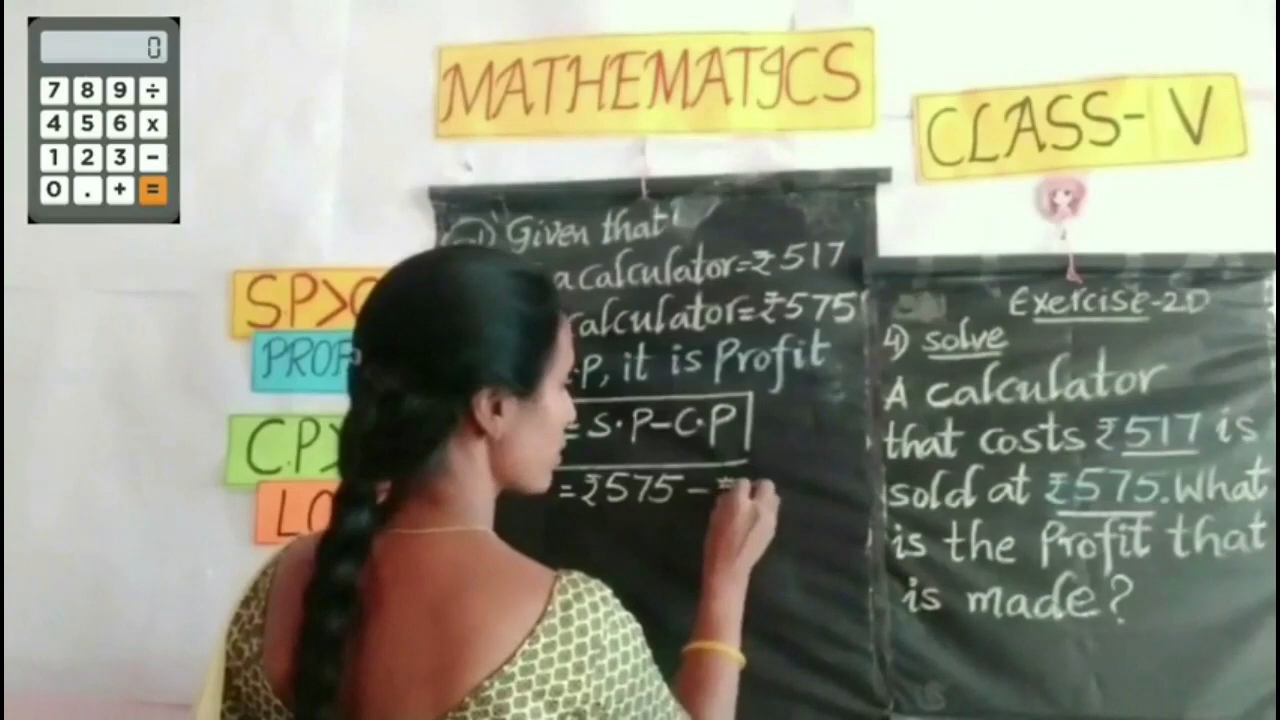 0
7 8 9 ÷
4 5 6 x
1 2 3 −
0 . + =
MATHEMATICS
CLASS- V
SP>
PROF
C.P>
LO
Given that
a calculator=₹517
calculator=₹575
P, it is Profit
= S.P-C.P
=₹575-
Exercise-2D
4) solve
A calculator
that costs ₹517 is
sold at ₹575. What
is the Profit that
is made?